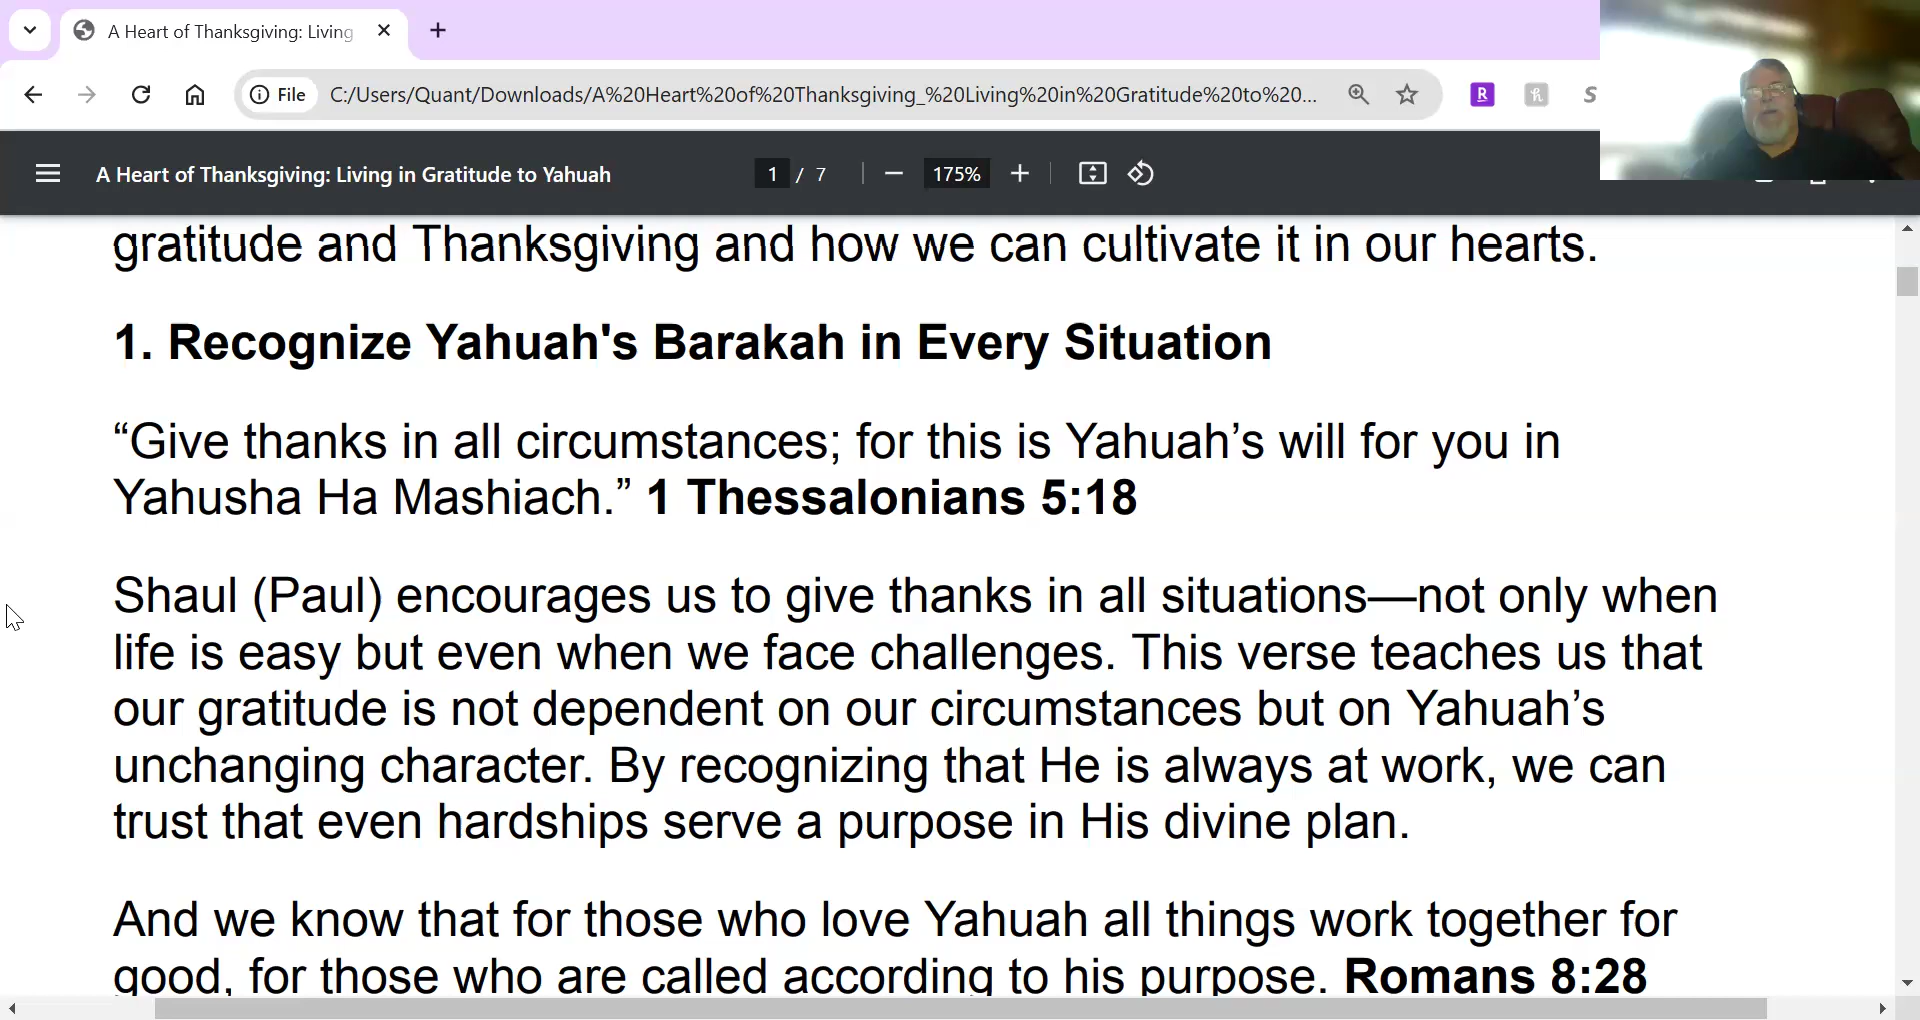 A Heart of Thanksgiving: Living
File
C:/Users/Quant/Downloads/A%20Heart%20of%20Thanksgiving_%20Living%20in%20Gratitude%20to%20...
A Heart of Thanksgiving: Living in Gratitude to Yahuah
1 / 7
175%
gratitude and Thanksgiving and how we can cultivate it in our hearts.
1. Recognize Yahuah's Barakah in Every Situation
“Give thanks in all circumstances; for this is Yahuah’s will for you in
Yahusha Ha Mashiach.” 1 Thessalonians 5:18
Shaul (Paul) encourages us to give thanks in all situations—not only when
life is easy but even when we face challenges. This verse teaches us that
our gratitude is not dependent on our circumstances but on Yahuah’s
unchanging character. By recognizing that He is always at work, we can
trust that even hardships serve a purpose in His divine plan.
And we know that for those who love Yahuah all things work together for
good, for those who are called according to his purpose. Romans 8:28